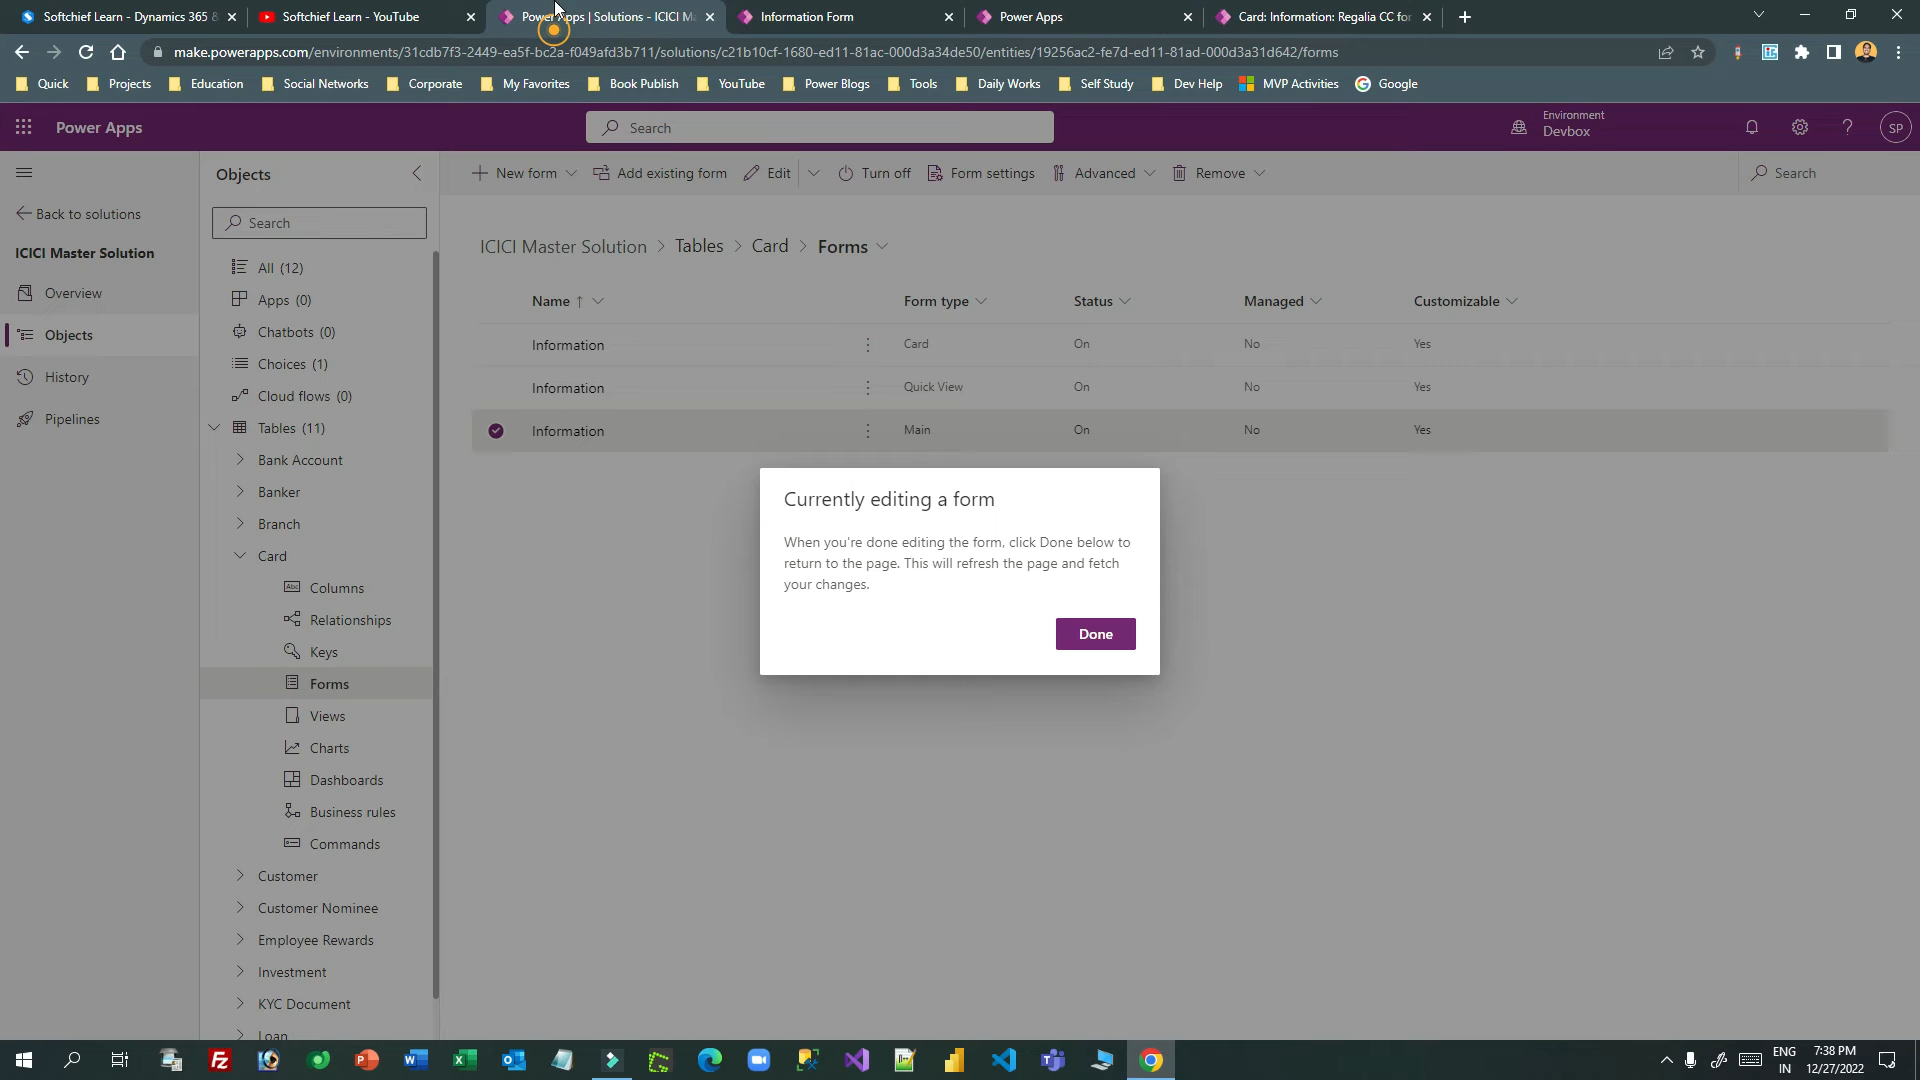 Softchief Learn - Dynamics 365 &
Softchief Learn - YouTube
Power Apps | Solutions - ICICI Ma
Information Form
Power Apps
Card: Information: Regalia CC for
make.powerapps.com/environments/31cdb7f3-2449-ea5f-bc2a-f049afd3b711/solutions/c21b10cf-1680-ed11-81ac-000d3a34de50/entities/19256ac2-fe7d-ed11-81ad-000d3a31d642/forms
Quick
Projects
Education
Social Networks
Corporate
My Favorites
Book Publish
YouTube
Power Blogs
Tools
Daily Works
Self Study
Dev Help
MVP Activities
Google
Power Apps
Search
Environment
Devbox
SP
Objects
New form
Add existing form
Edit
Turn off
Form settings
Advanced
Remove
Search
Back to solutions
ICICI Master Solution
Overview
Objects
History
Pipelines
Search
All (12)
Apps (0)
Chatbots (0)
Choices (1)
Cloud flows (0)
Tables (11)
Bank Account
Banker
Branch
Card
Columns
Relationships
Keys
Forms
Views
Charts
Dashboards
Business rules
Commands
Customer
Customer Nominee
Employee Rewards
Investment
KYC Document
Loan
ICICI Master Solution > Tables > Card > Forms
Name ↑
Form type
Status
Managed
Customizable
Information
Card
On
No
Yes
Information
Quick View
On
No
Yes
Information
Main
On
No
Yes
Currently editing a form
When you're done editing the form, click Done below to
return to the page. This will refresh the page and fetch
your changes.
Done
ENG
IN
7:38 PM
12/27/2022